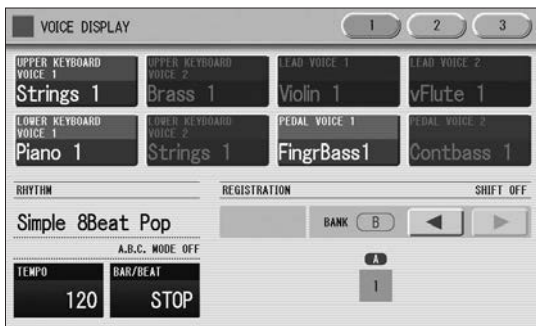 VOICE DISPLAY
1 2 3
UPPER KEYBOARD VOICE 1
Strings 1
UPPER KEYBOARD VOICE 2
Brass 1
LEAD VOICE 1
Violin 1
LEAD VOICE 2
vFlute 1
LOWER KEYBOARD VOICE 1
Piano 1
LOWER KEYBOARD VOICE 2
Strings 1
PEDAL VOICE 1
FingrBass1
PEDAL VOICE 2
Contbass 1
RHYTHM
Simple 8Beat Pop
A.B.C. MODE OFF
TEMPO
120
BAR/BEAT
STOP
REGISTRATION
SHIFT OFF
BANK B
A
1